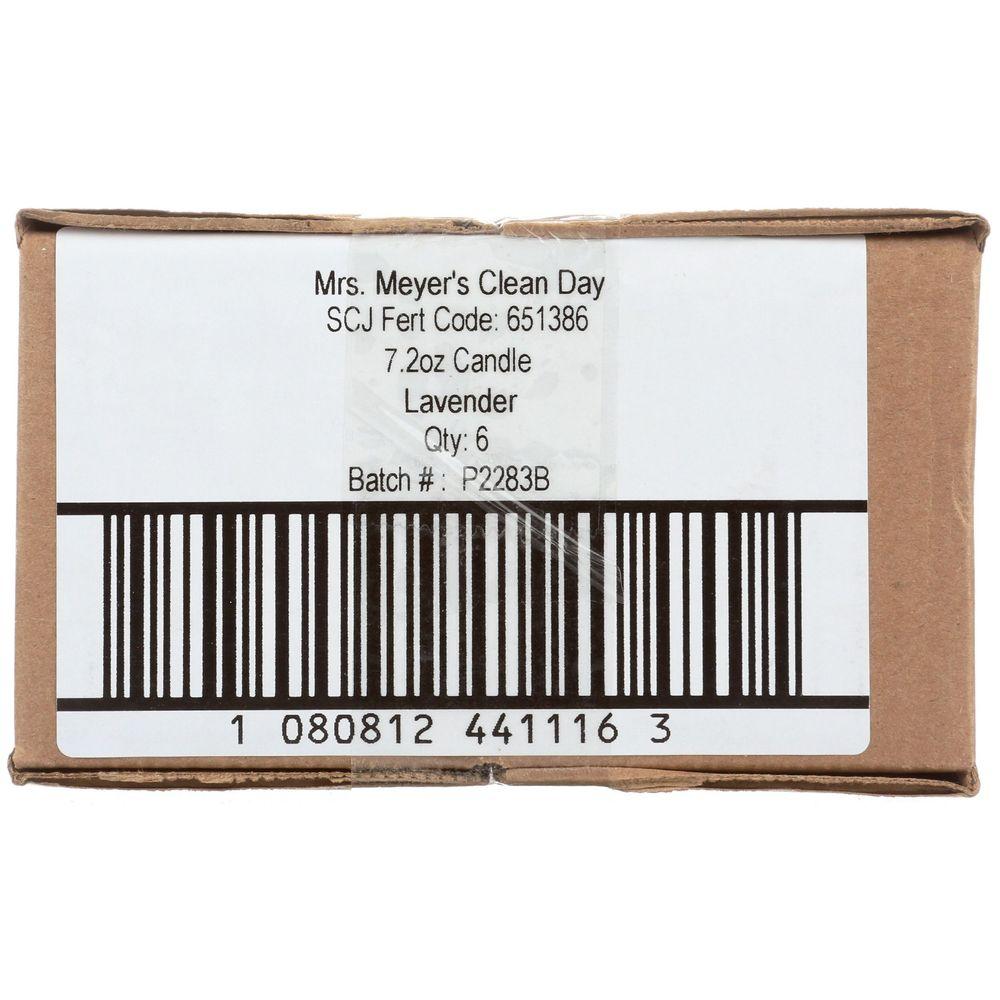 Mrs. Meyer's Clean Day
SCJ Fert Code: 651386
7.2oz Candle
Lavender
Qty: 6
Batch # : P2283B
1 080812 441116 3